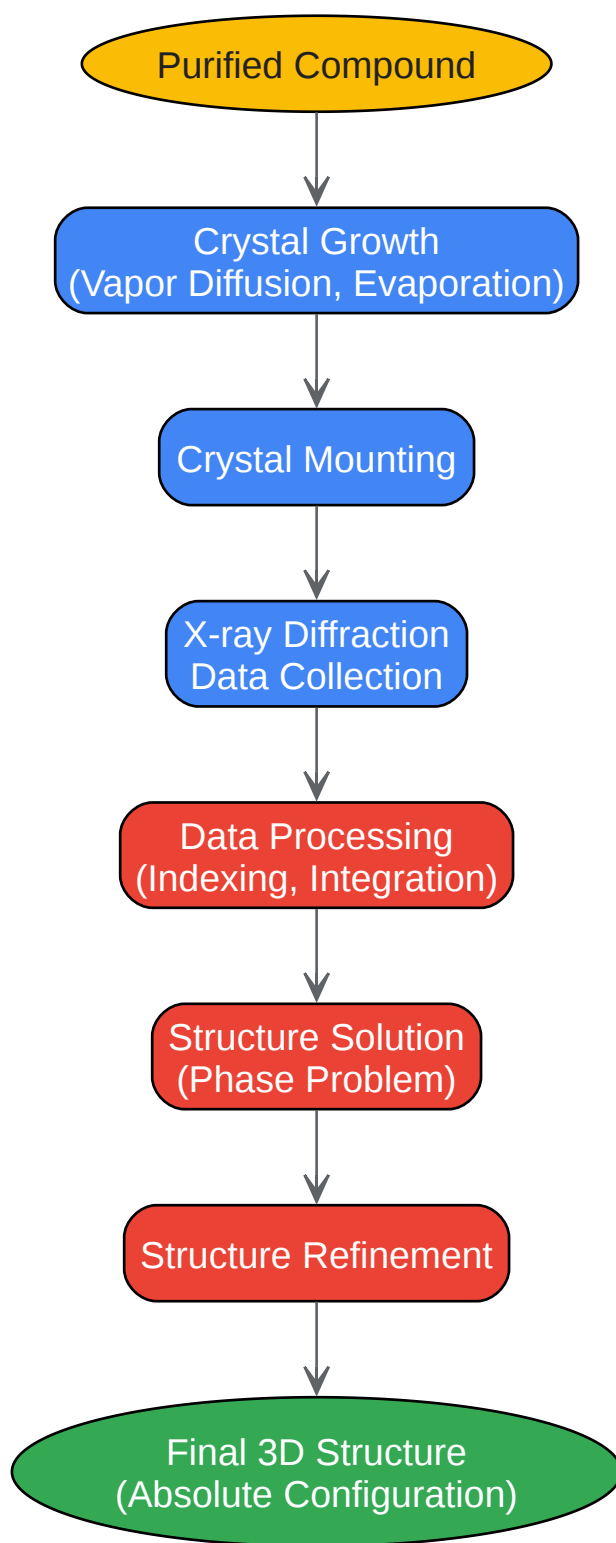 Purified Compound
Crystal Growth
(Vapor Diffusion, Evaporation)
Crystal Mounting
X-ray Diffraction
Data Collection
Data Processing
(Indexing, Integration)
Structure Solution
(Phase Problem)
Structure Refinement
Final 3D Structure
(Absolute Configuration)